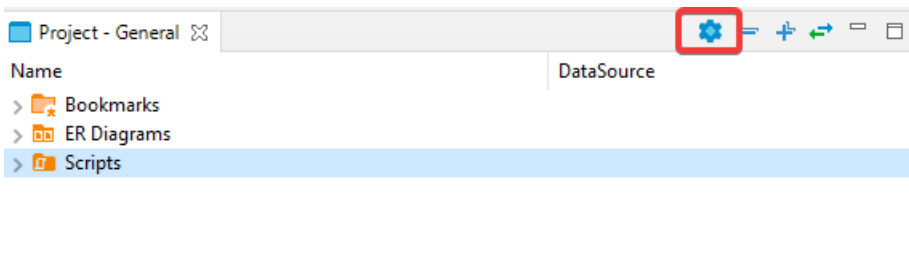 Project - General
Name DataSource
Bookmarks
ER Diagrams
Scripts